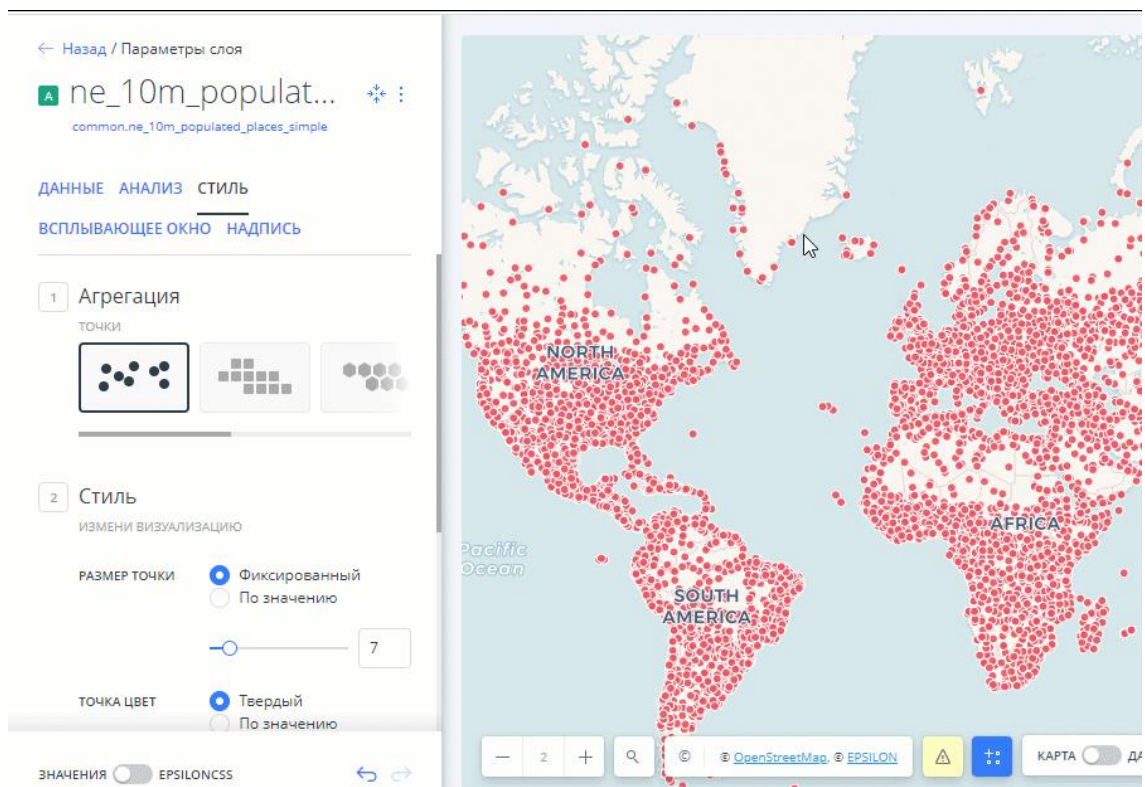 ← Назад / Параметры слоя
A ne_10m_populat...
common.ne_10m_populated_places_simple
ДАННЫЕ АНАЛИЗ СТИЛЬ
ВСПЛЫВАЮЩЕЕ ОКНО НАДПИСЬ
1 Агрегация
ТОЧКИ
2 Стиль
ИЗМЕНИ ВИЗУАЛИЗАЦИЮ
РАЗМЕР ТОЧКИ Фиксированный
По значению
7
ТОЧКА ЦВЕТ Твердый
По значению
ЗНАЧЕНИЯ EPSILONCSS
NORTH
AMERICA
Pacific
Ocean
SOUTH
AMERICA
AFRICA
2 © © OpenStreetMap, © EPSILON КАРТА ДА